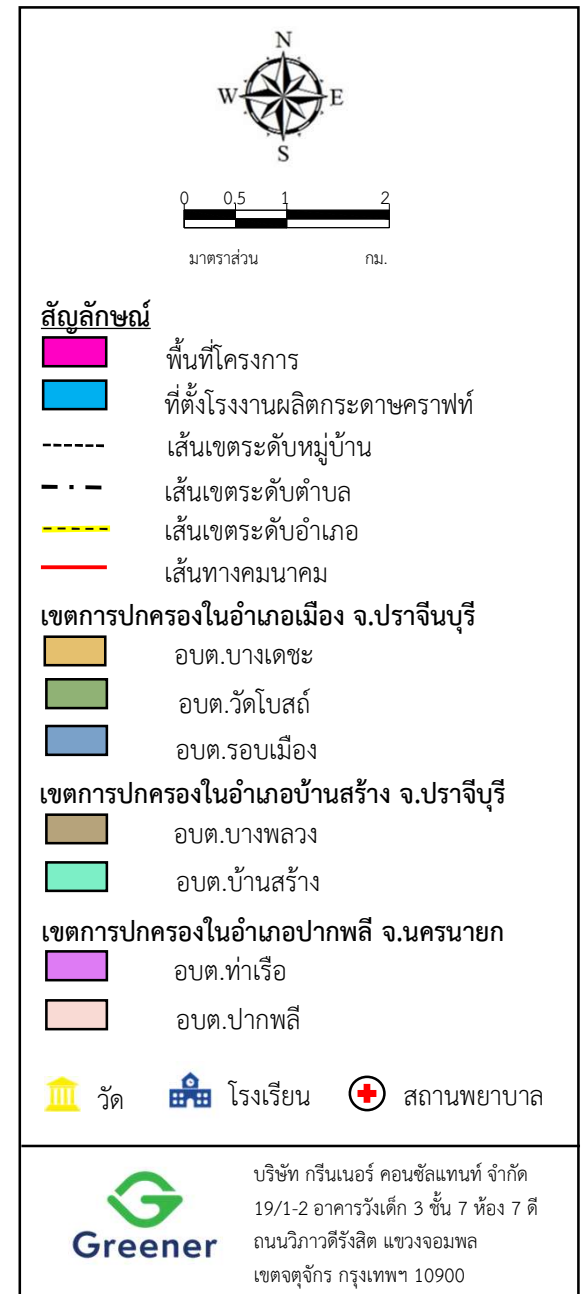 N
W E
S
0 0.5 1 2
มาตราส่วน กม.
สัญลักษณ์
พื้นที่โครงการ
ที่ตั้งโรงงานผลิตกระดาษคราฟท์
เส้นเขตระดับหมู่บ้าน
เส้นเขตระดับตำบล
เส้นเขตระดับอำเภอ
เส้นทางคมนาคม
เขตการปกครองในอำเภอเมือง จ.ปราจีนบุรี
อบต.บางเดชะ
อบต.วัดโบสถ์
อบต.รอบเมือง
เขตการปกครองในอำเภอบ้านสร้าง จ.ปราจีบุรี
อบต.บางพลวง
อบต.บ้านสร้าง
เขตการปกครองในอำเภอปากพลี จ.นครนายก
อบต.ท่าเรือ
อบต.ปากพลี
วัด โรงเรียน สถานพยาบาล
Greener
บริษัท กรีนเนอร์ คอนซัลแทนท์ จำกัด
19/1-2 อาคารวังเด็ก 3 ชั้น 7 ห้อง 7 ดี
ถนนวิภาวดีรังสิต แขวงจอมพล
เขตจตุจักร กรุงเทพฯ 10900